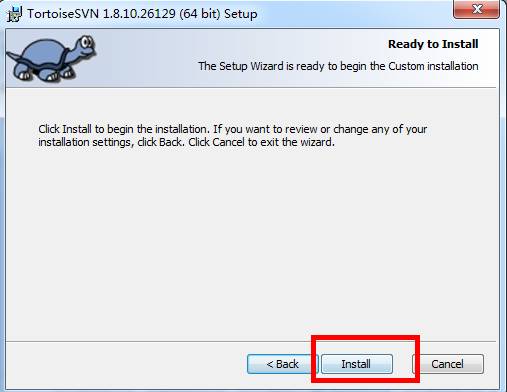 TortoiseSVN 1.8.10.26129 (64 bit) Setup
Ready to Install
The Setup Wizard is ready to begin the Custom installation
Click Install to begin the installation. If you want to review or change any of your
installation settings, click Back. Click Cancel to exit the wizard.
< Back Install Cancel